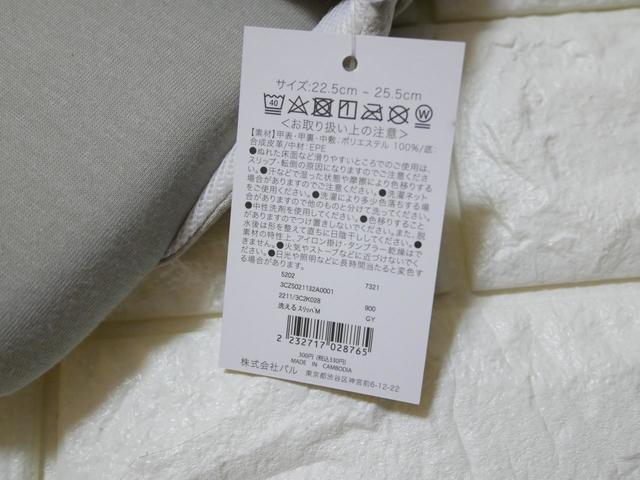 サイズ:22.5cm ~ 25.5cm
40
<お取り扱い上の注意>
【素材】甲表・甲裏・中敷:ポリエステル 100%/底:
合成皮革/中材:EPE
●ぬれた床面など滑りやすいところでのご使用は、
スリップ・転倒の原因になりますのでご注意くださ
い。●汗などで湿った状態や摩擦により色移りする
場合がありますのでご注意ください。●洗濯ネット
をご使用ください。●洗濯により多少色落ちする場
合がありますので他のものと分けて洗ってください。
●中性洗剤を使用してください。●色移りすること
がありますのでつけ置きしないでください。また、脱
水後は形を整えて直ちに日陰干ししてください。●
素材の特性上、アイロン掛け・タンブラー乾燥はで
きません。●火気やストーブなどに近づけないでく
ださい。●日光や照明などに長時間当たると変色す
る場合があります。
5202 7321
3CZ5021132A0001
2211/3C2K028 900
洗える スリッパM GY
2 232717 028765
300円 (税込330円)
MADE IN CAMBODIA
株式会社パル 東京都渋谷区神宮前6-12-22